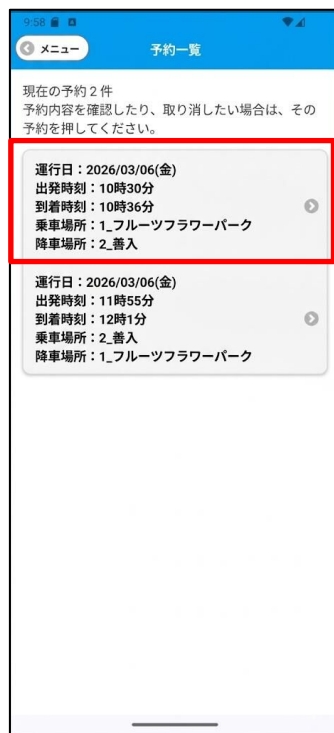 9:58
メニュー
予約一覧
現在の予約2件
予約内容を確認したり、取り消したい場合は、その
予約を押してください。
運行日：2026/03/06(金)
出発時刻：10時30分
到着時刻：10時36分
乗車場所：1_フルーツフラワーパーク
降車場所：2_善入
運行日：2026/03/06(金)
出発時刻：11時55分
到着時刻：12時1分
乗車場所：2_善入
降車場所：1_フルーツフラワーパーク